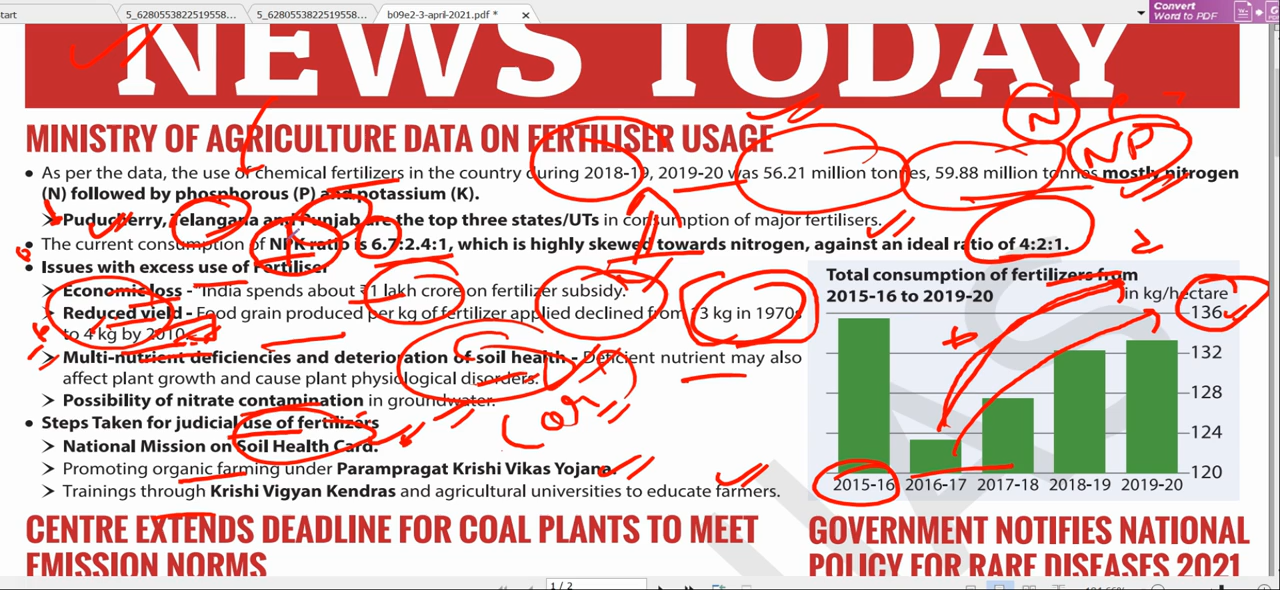 start
5_6280553822519558...
5_6280553822519558...
b09e2-3-april-2021.pdf *
×
Convert
Word to PDF
NEWS TODAY
MINISTRY OF AGRICULTURE DATA ON FERTILISER USAGE
N
NP
• As per the data, the use of chemical fertilizers in the country during 2018-19, 2019-20 was 56.21 million tonnes, 59.88 million tonnes mostly nitrogen
(N) followed by phosphorous (P) and potassium (K).
➢ Puducherry, Telangana and Punjab are the top three states/UTs in consumption of major fertilisers.
• The current consumption of NPK ratio is 6.7:2.4:1, which is highly skewed towards nitrogen, against an ideal ratio of 4:2:1.
• Issues with excess use of Fertiliser
➢ Economic loss - India spends about ₹1 lakh crore on fertilizer subsidy.
➢ Reduced yield - Food grain produced per kg of fertilizer applied declined from 13 kg in 1970s
to 4 kg by 2010.
➢ Multi-nutrient deficiencies and deterioration of soil health - Deficient nutrient may also
affect plant growth and cause plant physiological disorders.
➢ Possibility of nitrate contamination in groundwater.
• Steps Taken for judicial use of fertilizers
➢ National Mission on Soil Health Card.
➢ Promoting organic farming under Parampragat Krishi Vikas Yojana.
➢ Trainings through Krishi Vigyan Kendras and agricultural universities to educate farmers.
Total consumption of fertilizers from
2015-16 to 2019-20
in kg/hectare
136
132
128
124
120
2015-16 2016-17 2017-18 2018-19 2019-20
IAS
CENTRE EXTENDS DEADLINE FOR COAL PLANTS TO MEET
EMISSION NORMS
GOVERNMENT NOTIFIES NATIONAL
POLICY FOR RARE DISEASES 2021
1 / 2